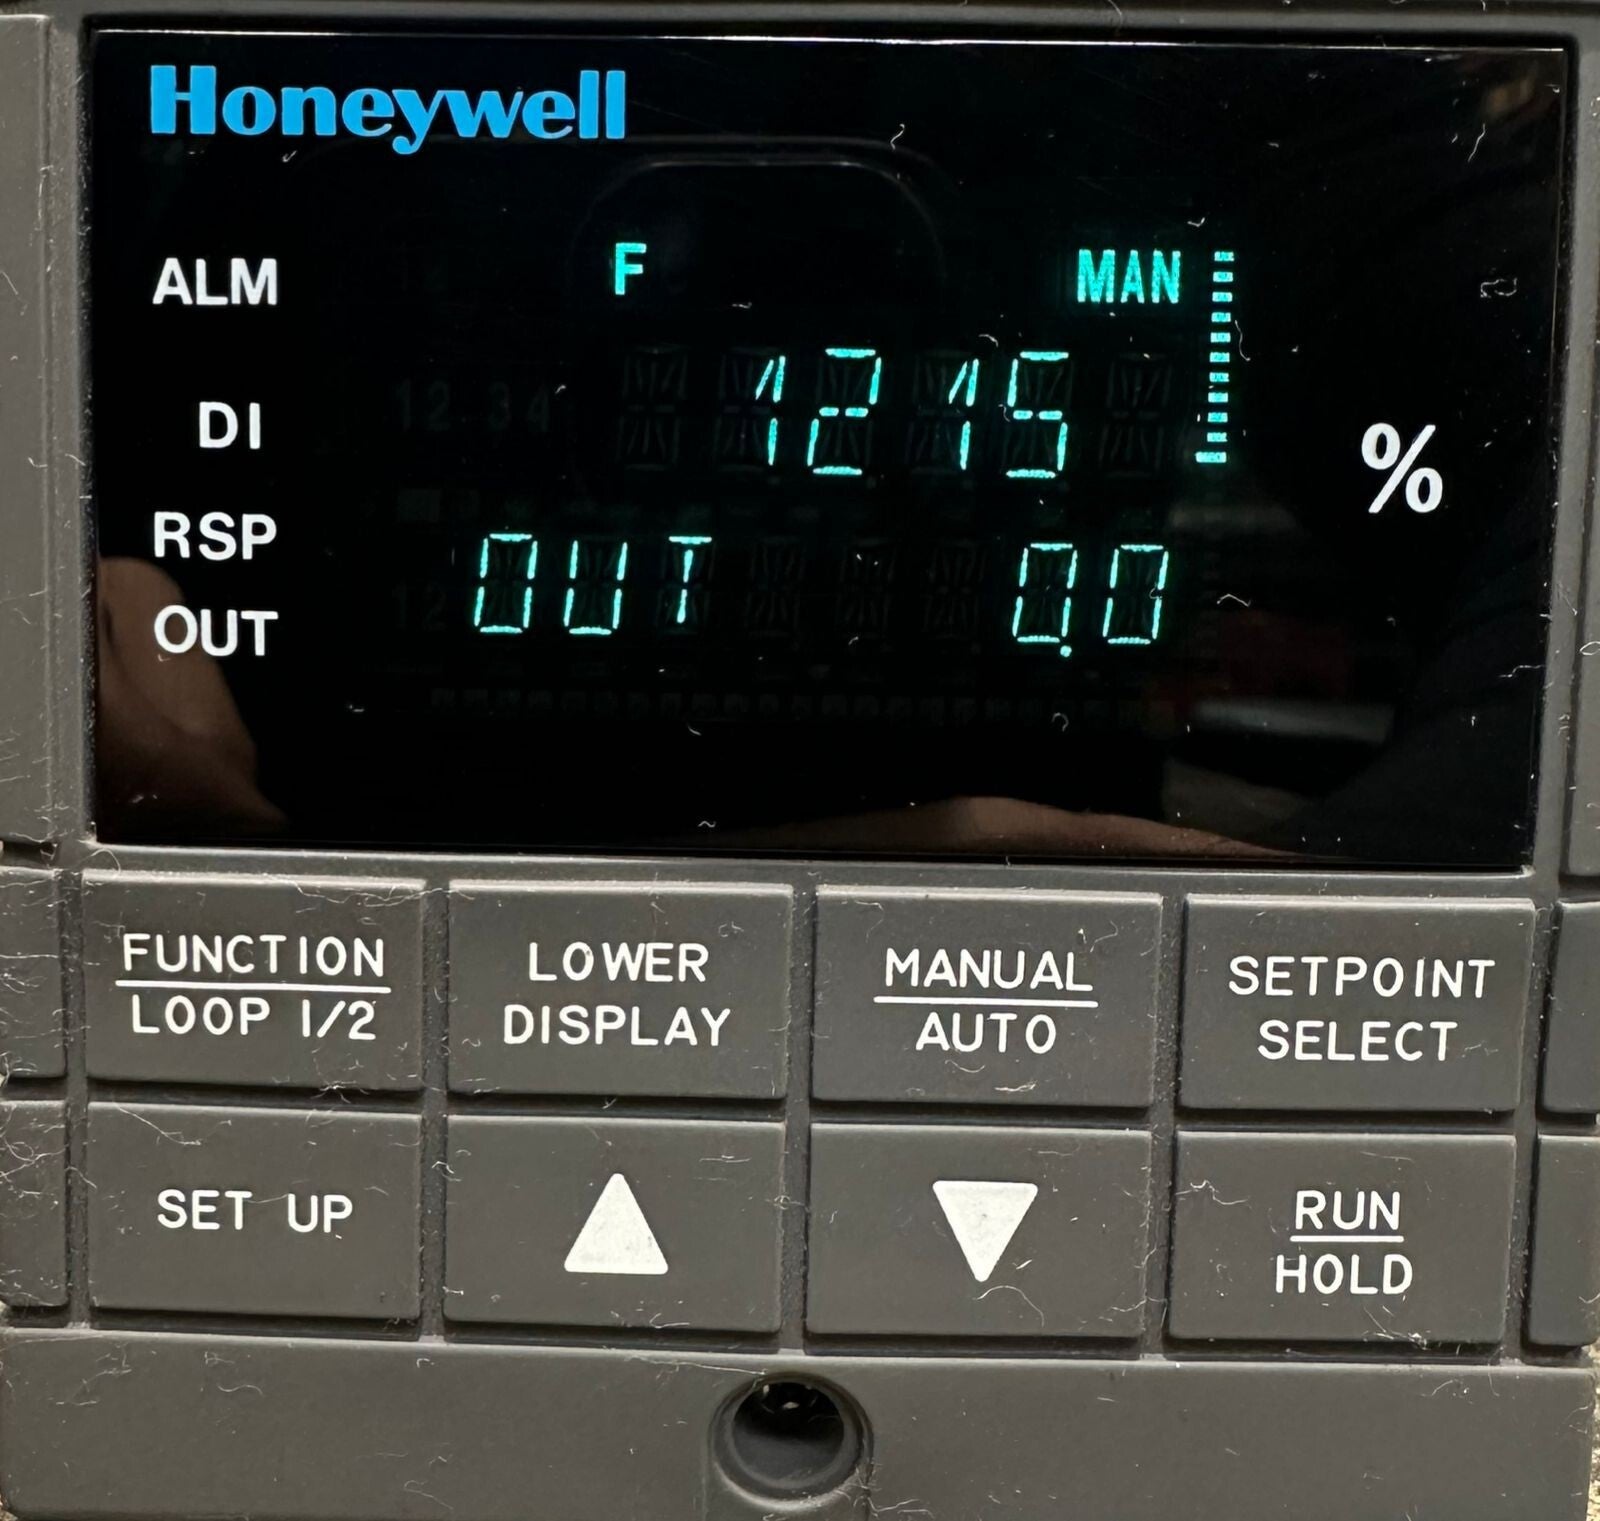 Honeywell
ALM F MAN
1215
DI
%
RSP
OUT OUT 0.0
FUNCTION
LOOP 1/2
LOWER
DISPLAY
MANUAL
AUTO
SETPOINT
SELECT
SET UP
RUN
HOLD